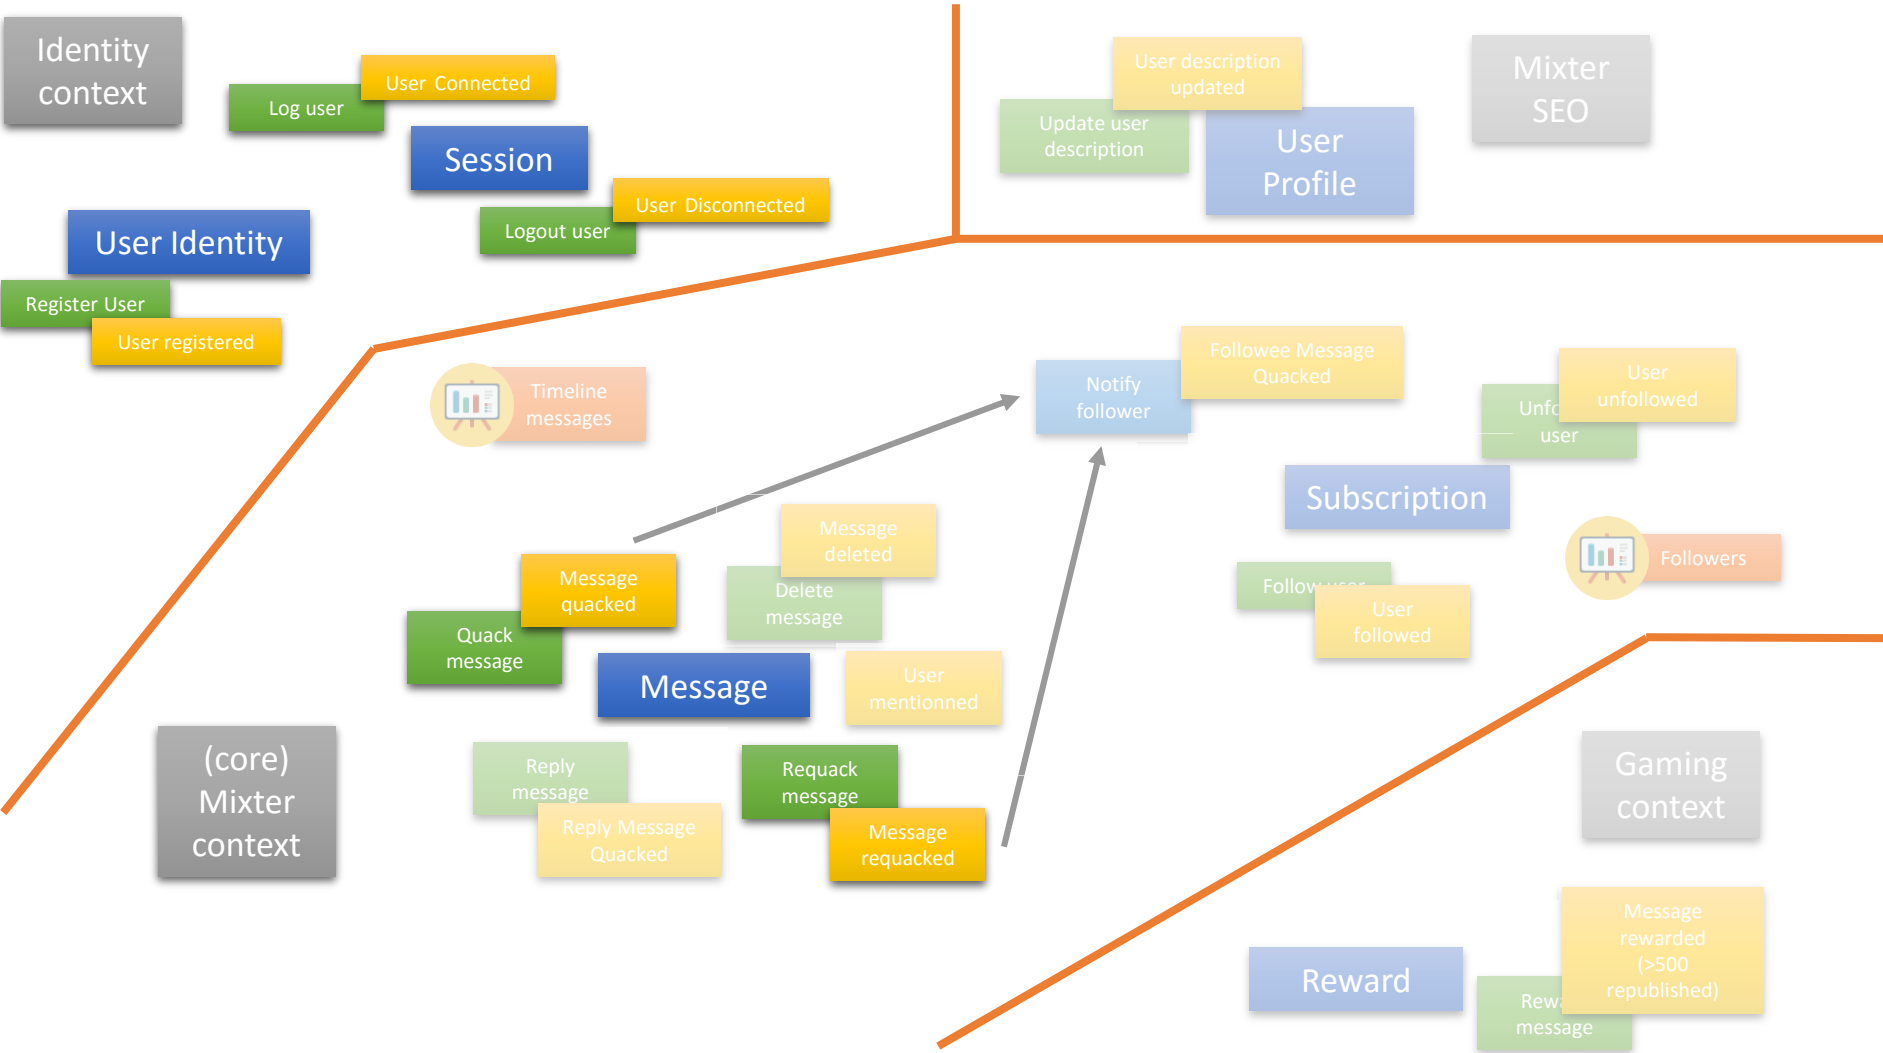 Identity
context
User Connected
Log user
Session
User Disconnected
Logout user
User Identity
Register User
User registered
User description
updated
Update user
description
User
Profile
Mixter
SEO
Timeline
messages
Notify
follower
Followee Message
Quacked
User
unfollowed
user
Subscription
Followers
Follow user
User
followed
Message
deleted
Delete
message
Message
quacked
Quack
message
Message
User
mentionned
Reply
message
Reply Message
Quacked
Requack
message
Message
requacked
(core)
Mixter
context
Gaming
context
Reward
Message
rewarded
(>500
republished)
message